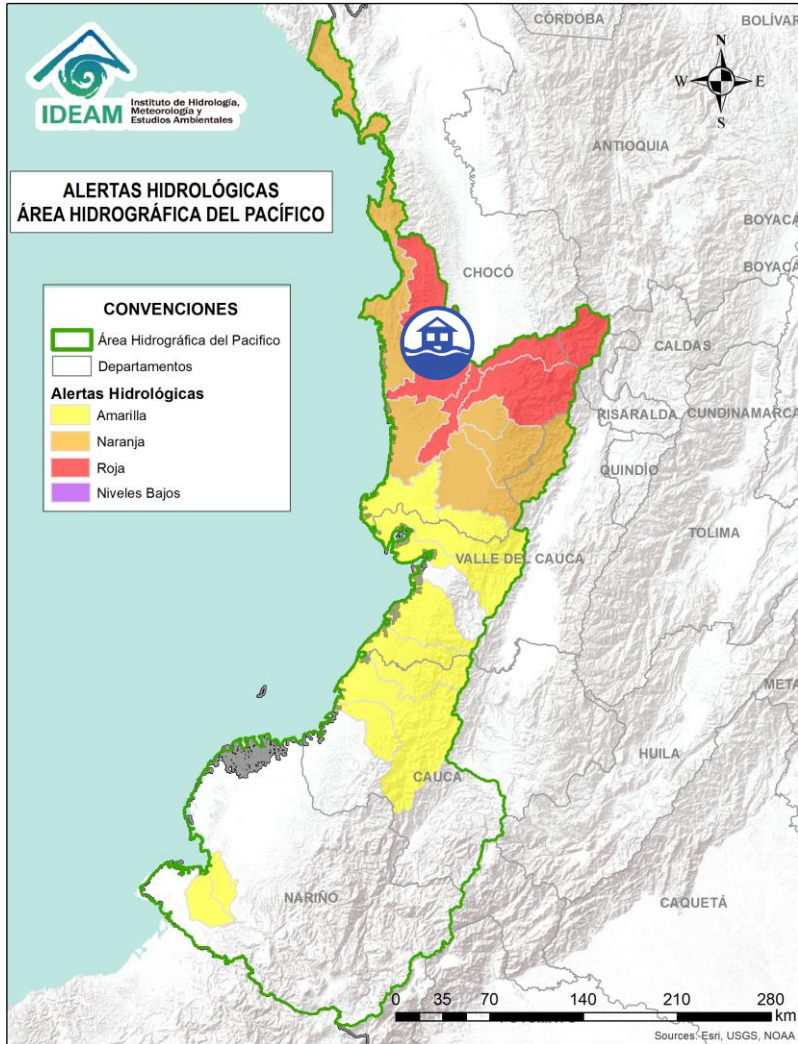 IDEAM
Instituto de Hidrología,
Meteorología y
Estudios Ambientales
CÓRDOBA
BOLÍVAR
N
W
E
S
ANTIOQUIA
ALERTAS HIDROLÓGICAS
ÁREA HIDROGRÁFICA DEL PACÍFICO
BOYACÁ
BOYACÁ
CHOCÓ
CONVENCIONES
Área Hidrográfica del Pacifico
Departamentos
Alertas Hidrológicas
Amarilla
Naranja
Roja
Niveles Bajos
CALDAS
RISARALDA
CUNDINAMARCA
QUINDÍO
TOLIMA
VALLE DEL CAUCA
META
HUILA
CAUCA
NARIÑO
CAQUETÁ
0 35 70 140 210 280
km
Sources: Esri, USGS, NOAA